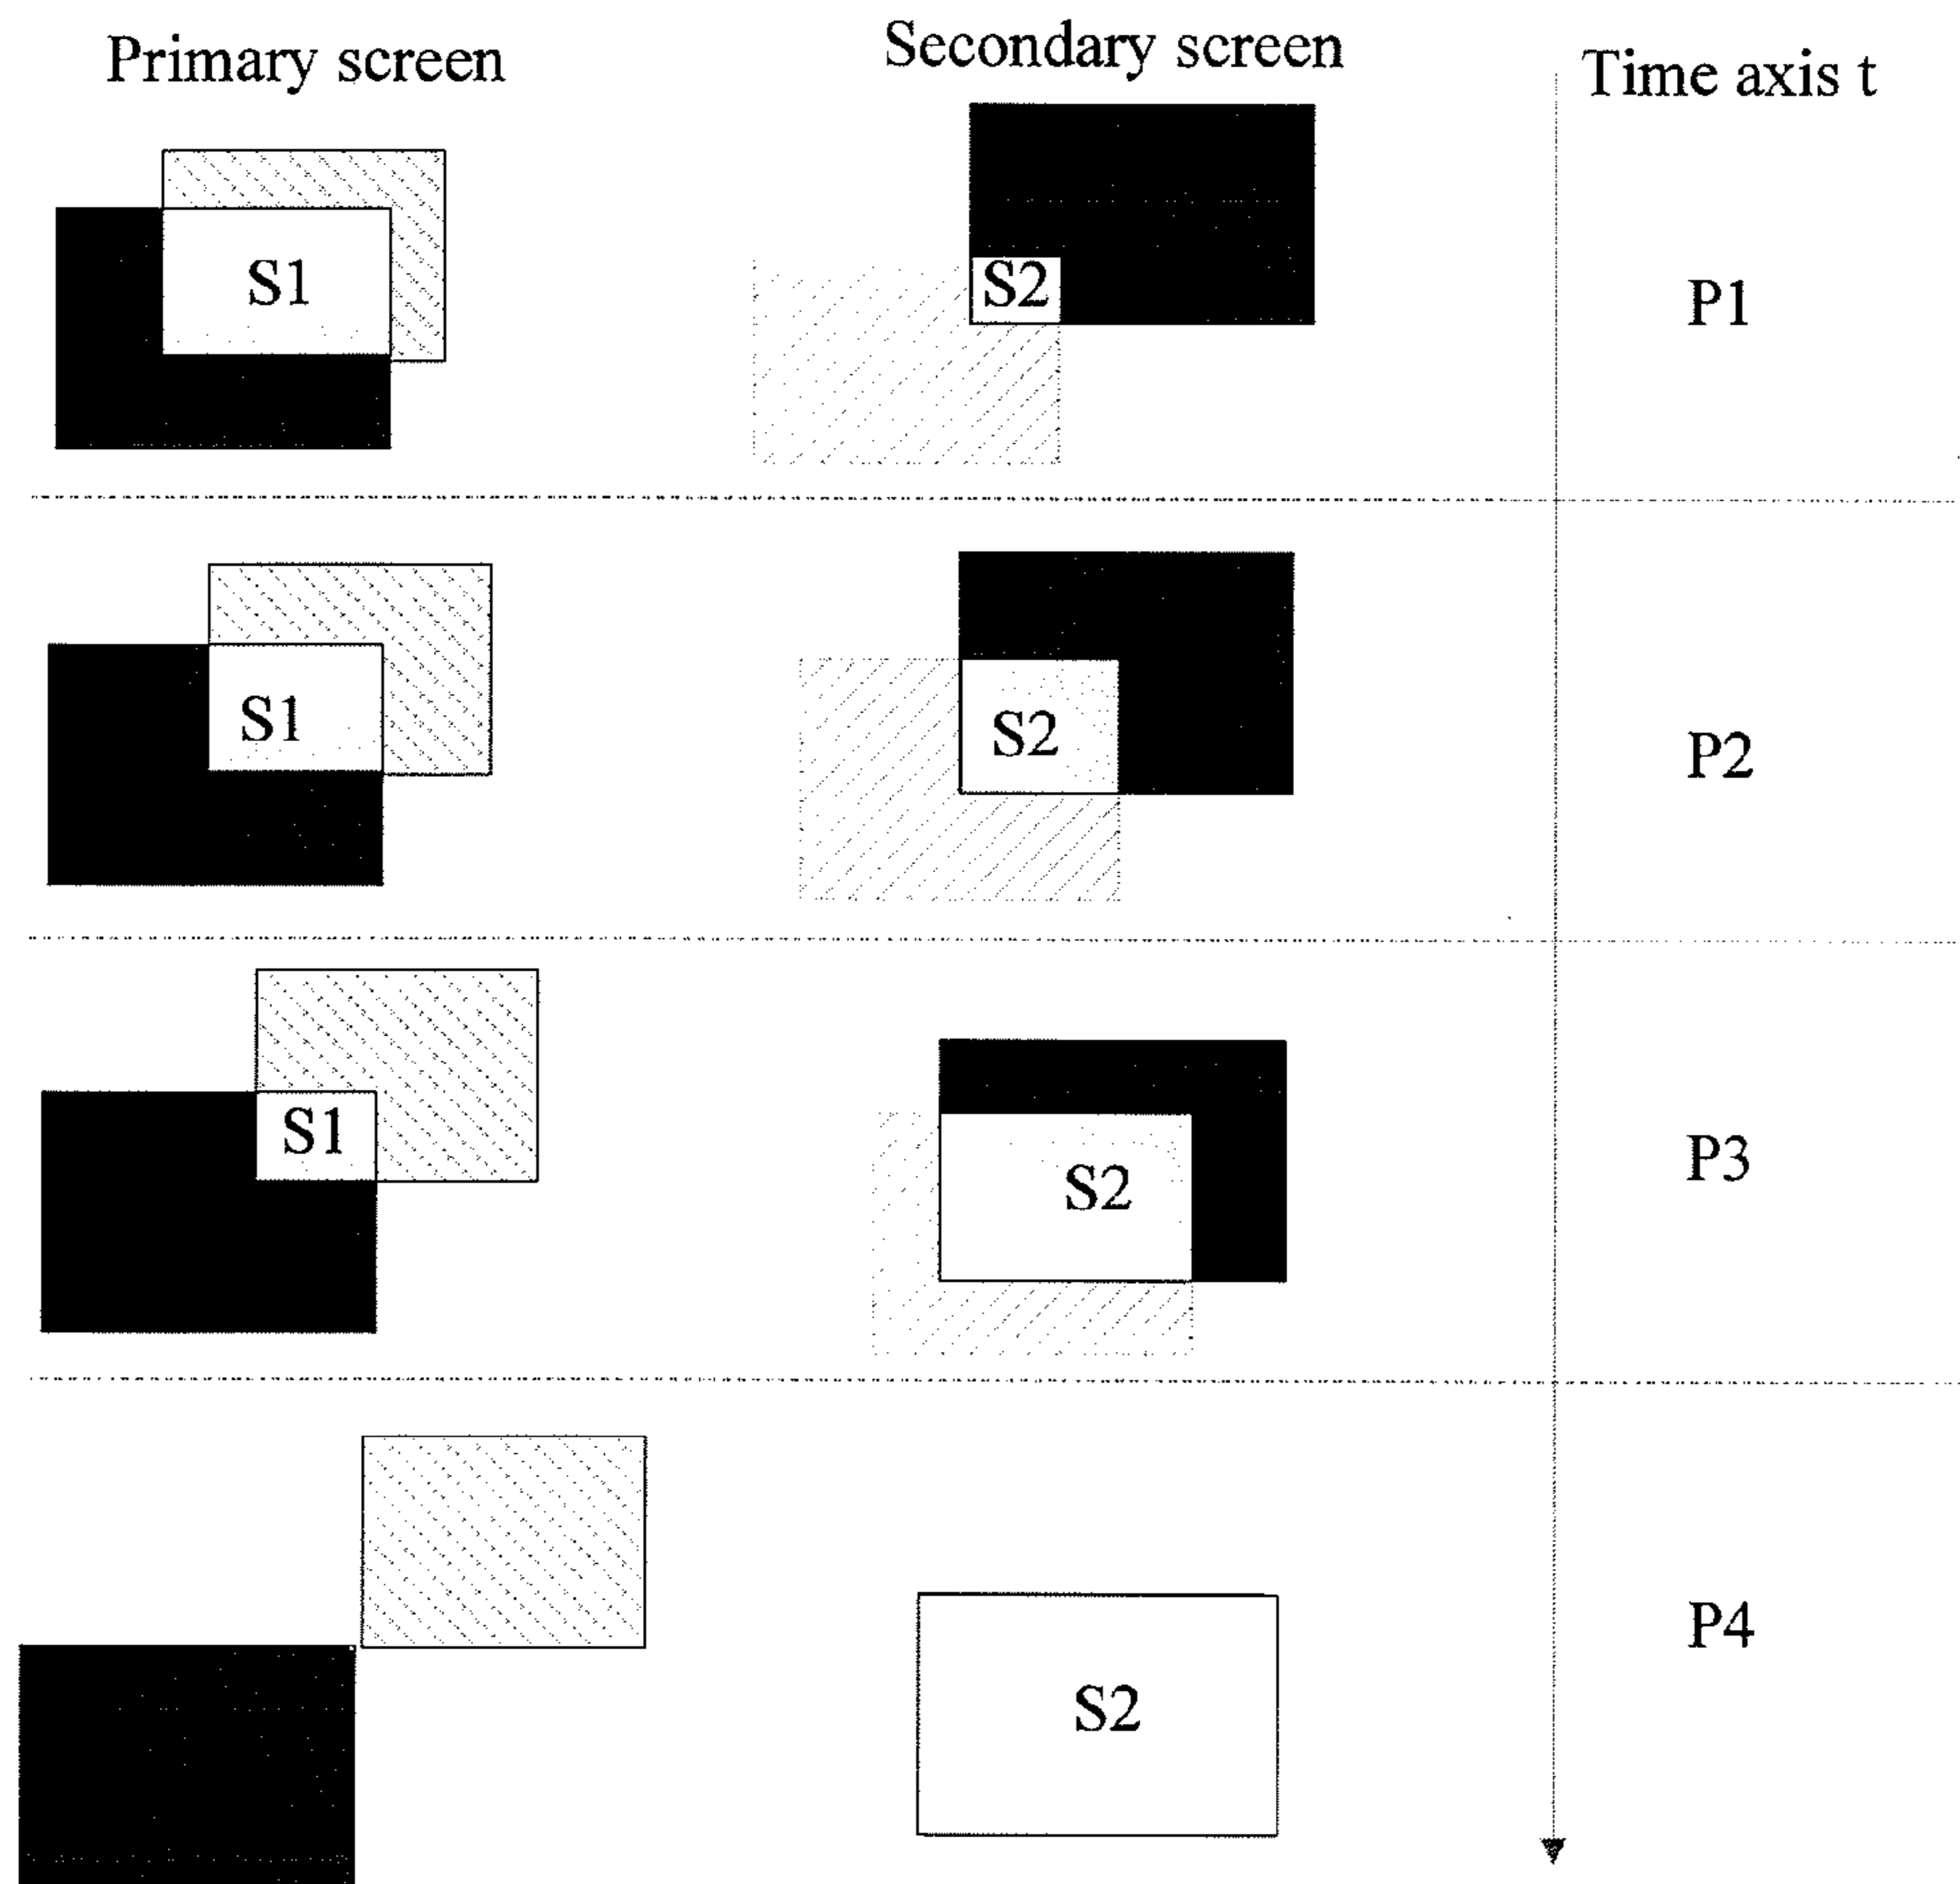 Primary screen
Secondary screen
Time axis t
S1
S2
P1
S1
S2
P2
S1
S2
P3
S2
P4